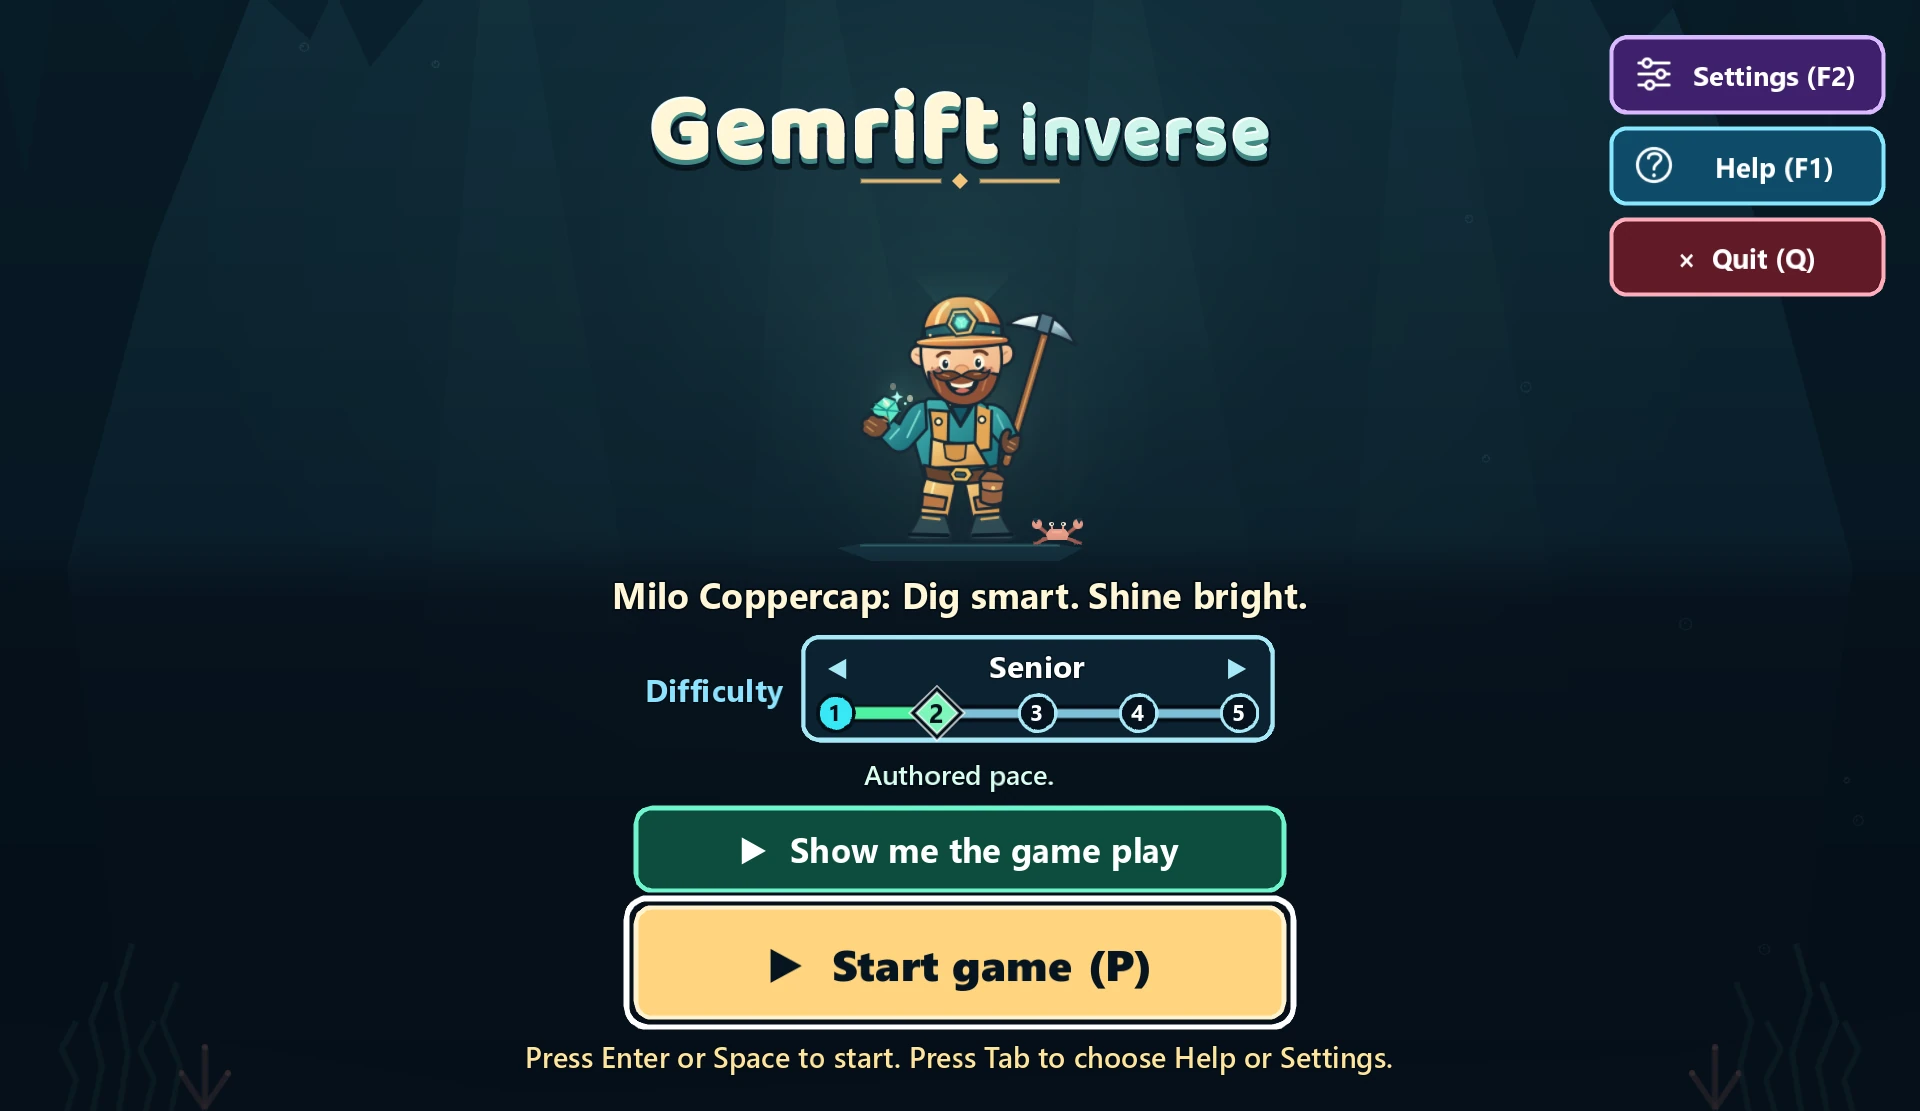 Gemrift inverse
Settings (F2)
Help (F1)
× Quit (Q)
Milo Coppercap: Dig smart. Shine bright.
Difficulty
Senior
1 2 3 4 5
Authored pace.
Show me the game play
Start game (P)
Press Enter or Space to start. Press Tab to choose Help or Settings.